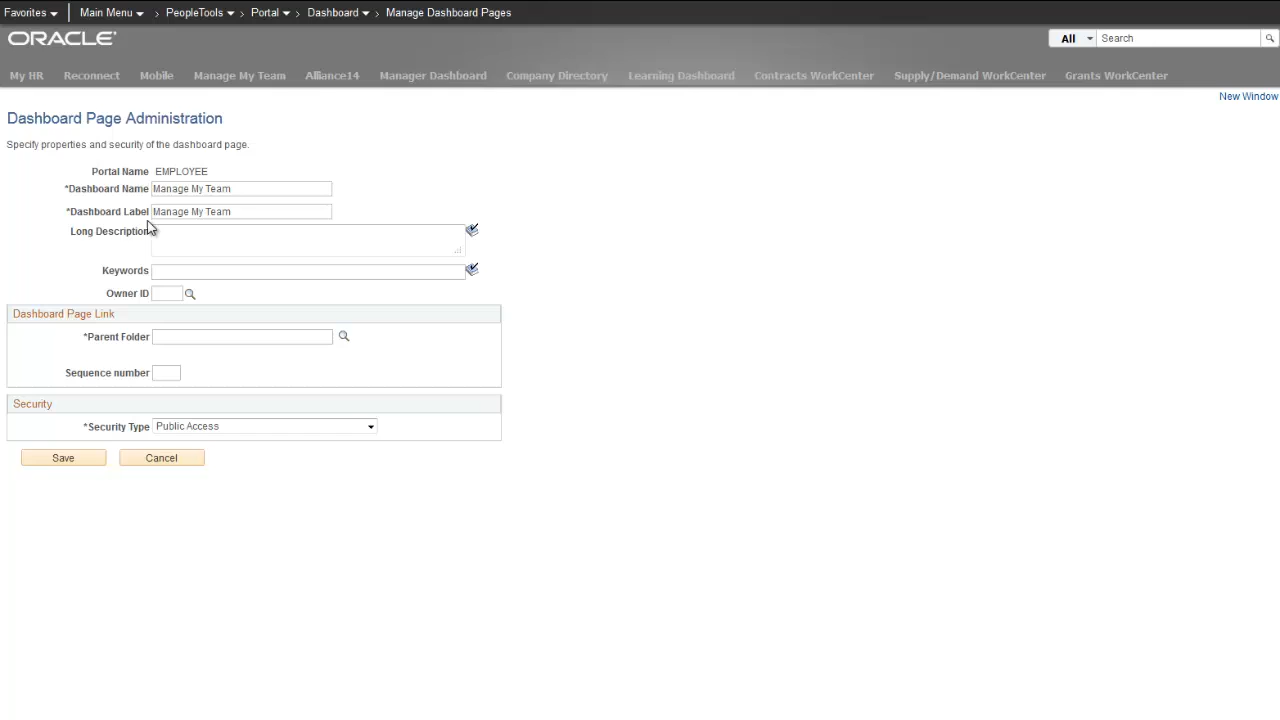 Favorites Main Menu > PeopleTools > Portal > Dashboard > Manage Dashboard Pages
ORACLE
All Search
My HR Reconnect Mobile Manage My Team Alliance14 Manager Dashboard Company Directory Learning Dashboard Contracts WorkCenter Supply/Demand WorkCenter Grants WorkCenter
New Window
Dashboard Page Administration
Specify properties and security of the dashboard page.
Portal Name EMPLOYEE
*Dashboard Name Manage My Team
*Dashboard Label Manage My Team
Long Description
Keywords
Owner ID
Dashboard Page Link
*Parent Folder
Sequence number
Security
*Security Type Public Access
Save Cancel